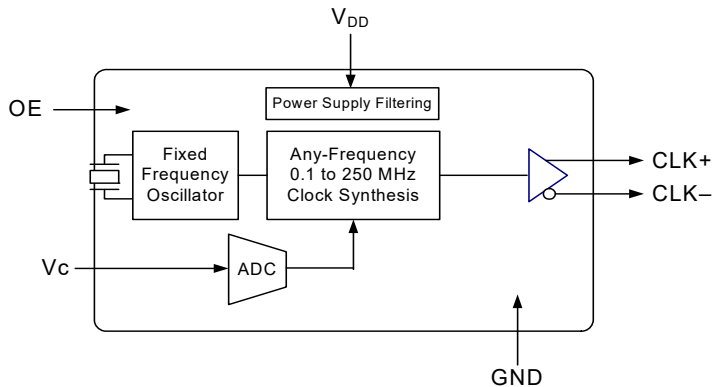 VDD
OE
Power Supply Filtering
Fixed
Frequency
Oscillator
Any-Frequency
0.1 to 250 MHz
Clock Synthesis
CLK+
CLK–
Vc
ADC
GND